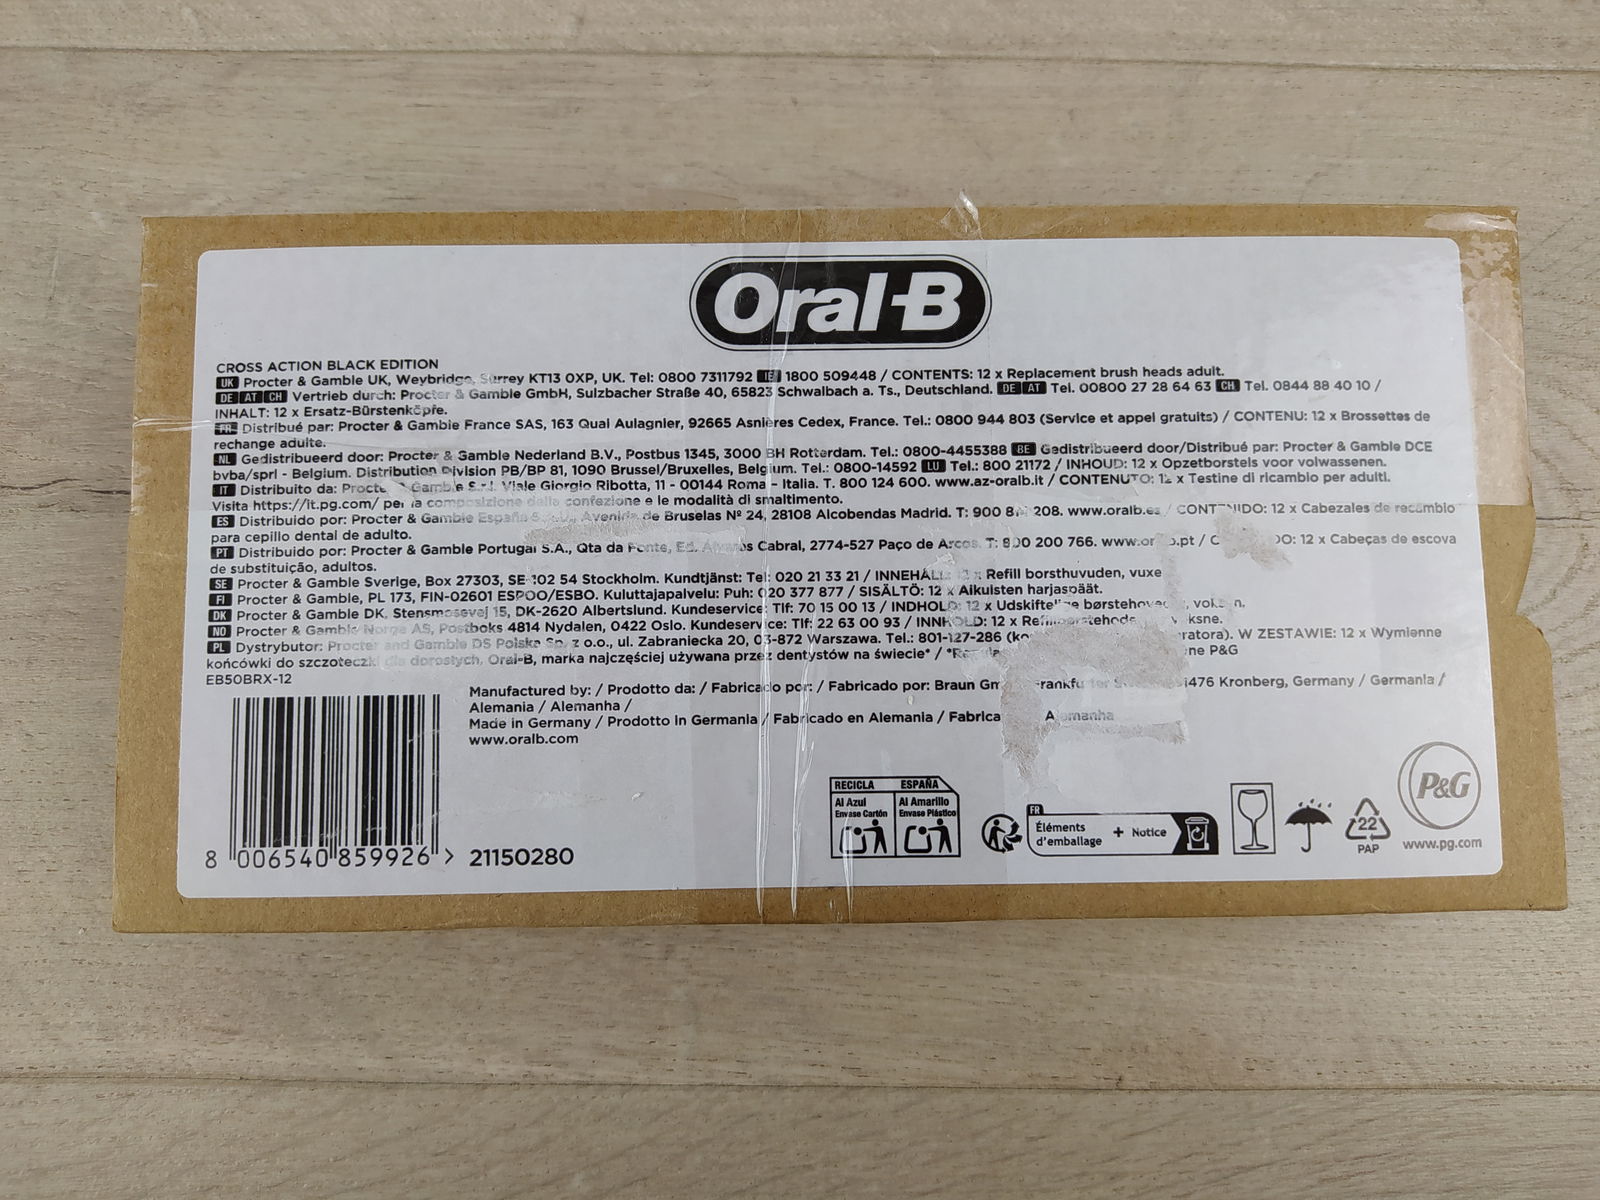 Oral-B
CROSS ACTION BLACK EDITION
UK Procter & Gamble UK, Weybridge, Surrey KT13 0XP, UK. Tel: 0800 7311792 IE 1800 509448 / CONTENTS: 12 x Replacement brush heads adult.
DE AT CH Vertrieb durch: Procter & Gamble GmbH, Sulzbacher Straße 40, 65823 Schwalbach a. Ts., Deutschland. DE AT Tel. 00800 27 28 64 63 CH Tel. 0844 88 40 10 /
INHALT: 12 x Ersatz-Bürstenköpfe.
FR Distribué par: Procter & Gamble France SAS, 163 Quai Aulagnier, 92665 Asnières Cedex, France. Tel.: 0800 944 803 (Service et appel gratuits) / CONTENU: 12 x Brossettes de
rechange adulte.
NL Gedistribueerd door: Procter & Gamble Nederland B.V., Postbus 1345, 3000 BH Rotterdam. Tel.: 0800-4455388 BE Gedistribueerd door/Distribué par: Procter & Gamble DCE
bvba/sprl - Belgium. Distribution Division PB/BP 81, 1090 Brussel/Bruxelles, Belgium. Tel.: 0800-14592 LU Tel.: 800 21172 / INHOUD: 12 x Opzetborstels voor volwassenen.
IT Distribuito da: Procter & Gamble S.r.l. Viale Giorgio Ribotta, 11 - 00144 Roma - Italia. T. 800 124 600. www.az-oralb.it / CONTENUTO: 12 x Testine di ricambio per adulti.
Visita https://it.pg.com/ per la composizione della confezione e le modalità di smaltimento.
ES Distribuido por: Procter & Gamble España Avenida de Bruselas Nº 24, 28108 Alcobendas Madrid. T: 900 208. www.oralb.es / CONTENIDO: 12 x Cabezales de recambio
para cepillo dental de adulto.
PT Distribuido por: Procter & Gamble Portugal S.A., Qta da Fonte, Ed. Álvares Cabral, 2774-527 Paço de Arcos. T: 800 200 766. 12 x Cabeças de escova
de substituição, adultos.
SE Procter & Gamble Sverige, Box 27303, SE-102 54 Stockholm. Kundtjänst: Tel: 020 21 33 21 / INNEHÅLL: 12 x Refill borsthuvuden, vuxe
FI Procter & Gamble, PL 173, FIN-02601 ESPOO/ESBO. Kuluttajapalvelu: Puh: 020 377 877 / SISÄLTÖ: 12 x Aikuisten harjaspäät.
DK Procter & Gamble DK, Stensmosevej 15, DK-2620 Albertslund. Kundeservice: Tlf: 70 15 00 13 / INDHOLD: 12 x
NO Procter & Gamble Norge AS, Postboks 4814 Nydalen, 0422 Oslo. Kundeservice: Tlf: 22 63 00 93 / INNHOLD: 12 x
PL Dystrybutor: Procter and Gamble DS Polska Sp. z o.o., ul. Zabraniecka 20, 03-872 Warszawa. Tel.: 801-127-286 W ZESTAWIE: 12 x Wymienne
końcówki do szczoteczki dla dorosłych, Oral-B, marka najczęściej używana przez dentystów na świecie* / P&G
EB50BRX-12
Manufactured by: / Prodotto da: / Fabricado por: / Fabricado por: Braun Kronberg, Germany / Germania /
Alemania / Alemanha /
Made in Germany / Prodotto in Germania / Fabricado en Alemania / Alemanha
www.oralb.com
8 006540 859926 > 21150280
RECICLA ESPAÑA
Al Azul Al Amarillo
Envase Cartón Envase Plástico
FR
Éléments
d'emballage + Notice
22
PAP
P&G
www.pg.com